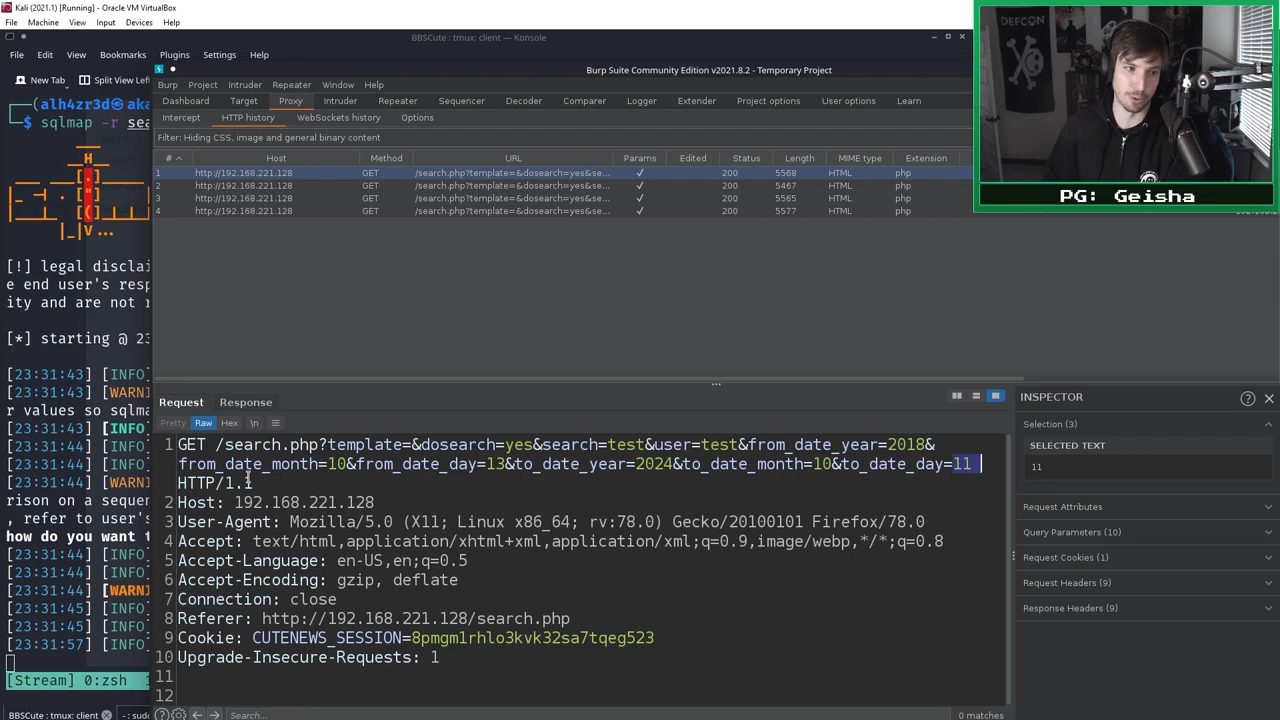 Kali (2021.1) [Running] - Oracle VM VirtualBox
File Machine View Input Devices Help
BBSCute : tmux: client — Konsole
File Edit View Bookmarks Plugins Settings Help
New Tab Split View Left
Burp Suite Community Edition v2021.8.2 - Temporary Project
Burp Project Intruder Repeater Window Help
Dashboard Target Proxy Intruder Repeater Sequencer Decoder Comparer Logger Extender Project options User options Learn
Intercept HTTP history WebSockets history Options
Filter: Hiding CSS, image and general binary content
# Host Method URL Params Edited Status Length MIME type Extension
1 http://192.168.221.128 GET /search.php?template=&dosearch=yes&se... ✓ 200 5568 HTML php
2 http://192.168.221.128 GET /search.php?template=&dosearch=yes&se... ✓ 200 5467 HTML php
3 http://192.168.221.128 GET /search.php?template=&dosearch=yes&se... ✓ 200 5565 HTML php
4 http://192.168.221.128 GET /search.php?template=&dosearch=yes&se... ✓ 200 5577 HTML php
DEFCON
PG: Geisha
(alh4zr3d㉿aka
$ sqlmap -r sea
[!] legal disclai
e end user's resp
ity and are not r
[*] starting @ 23
[23:31:43] [INFO]
[23:31:43] [WARNI
r values so sqlma
[23:31:43] [INFO]
[23:31:44] [INFO]
[23:31:44] [WARNI
rison on a sequen
, refer to user's
how do you want t
[23:31:44] [INFO]
[23:31:44] [INFO]
[23:31:44] [WARNI
[23:31:45] [INFO]
[23:31:45] [INFO]
[23:31:57] [INFO]
[Stream] 0:zsh 1
BBSCute : tmux: client - : sudo
Request Response
Pretty Raw Hex \n
1 GET /search.php?template=&dosearch=yes&search=test&user=test&from_date_year=2018&
from_date_month=10&from_date_day=13&to_date_year=2024&to_date_month=10&to_date_day=11
HTTP/1.1
2 Host: 192.168.221.128
3 User-Agent: Mozilla/5.0 (X11; Linux x86_64; rv:78.0) Gecko/20100101 Firefox/78.0
4 Accept: text/html,application/xhtml+xml,application/xml;q=0.9,image/webp,*/*;q=0.8
5 Accept-Language: en-US,en;q=0.5
6 Accept-Encoding: gzip, deflate
7 Connection: close
8 Referer: http://192.168.221.128/search.php
9 Cookie: CUTENEWS_SESSION=8pmgm1rhlo3kvk32sa7tqeg523
10 Upgrade-Insecure-Requests: 1
11
12
Search...
0 matches
INSPECTOR
Selection (3)
SELECTED TEXT
11
Request Attributes
Query Parameters (10)
Request Cookies (1)
Request Headers (9)
Response Headers (9)